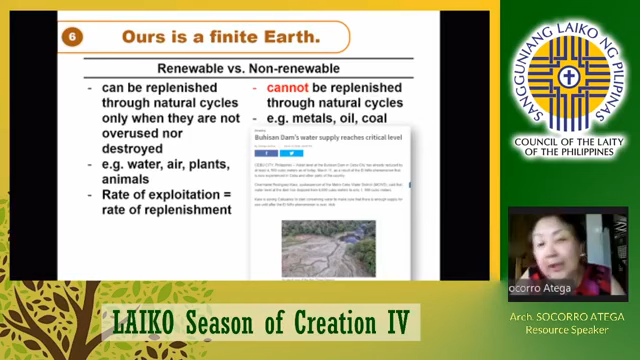 6 Ours is a finite Earth.
Renewable vs. Non-renewable
- can be replenished
through natural cycles
only when they are not
overused nor
destroyed
- e.g. water, air, plants,
animals
- Rate of exploitation =
rate of replenishment
- cannot be replenished
through natural cycles
- e.g. metals, oil, coal
Buhisan Dam's water supply reaches critical level
SANGGUNIANG LAIKO NG PILIPINAS
COUNCIL OF THE LAITY
OF THE PHILIPPINES
ocorro Atega
Arch. SOCORRO ATEGA
Resource Speaker
LAIKO Season of Creation IV